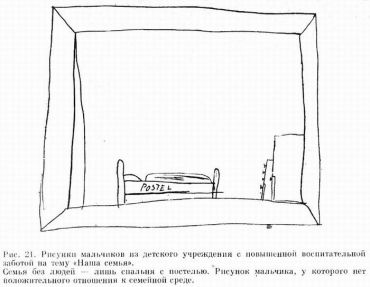 POSTEL
Рис. 21. Рисунки мальчиков из детского учреждения с повышенной воспитательной
заботой на тему «Наша семья».
Семья без людей — лишь спальня с постелью. Рисунок мальчика, у которого нет
положительного отношения к семейной среде.